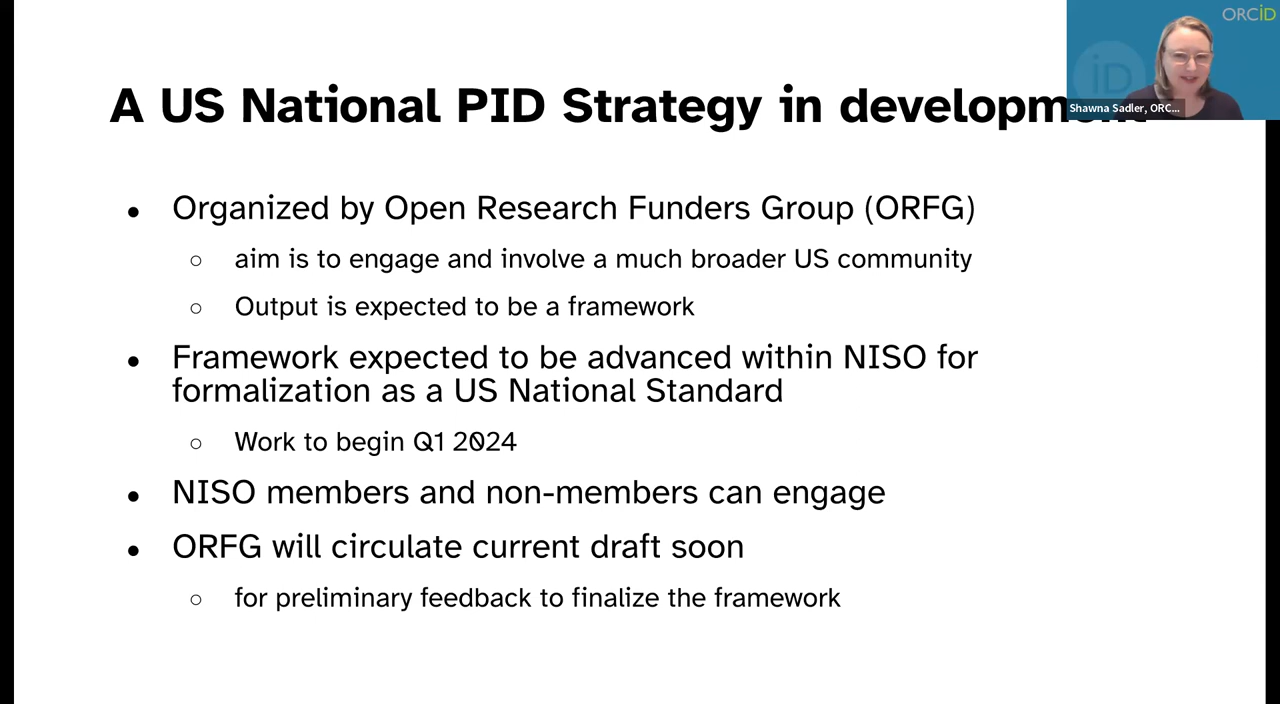 ORCiD
iD
Shawna Sadler, ORC...
A US National PID Strategy in development
● Organized by Open Research Funders Group (ORFG)
○ aim is to engage and involve a much broader US community
○ Output is expected to be a framework
● Framework expected to be advanced within NISO for
formalization as a US National Standard
○ Work to begin Q1 2024
● NISO members and non-members can engage
● ORFG will circulate current draft soon
○ for preliminary feedback to finalize the framework